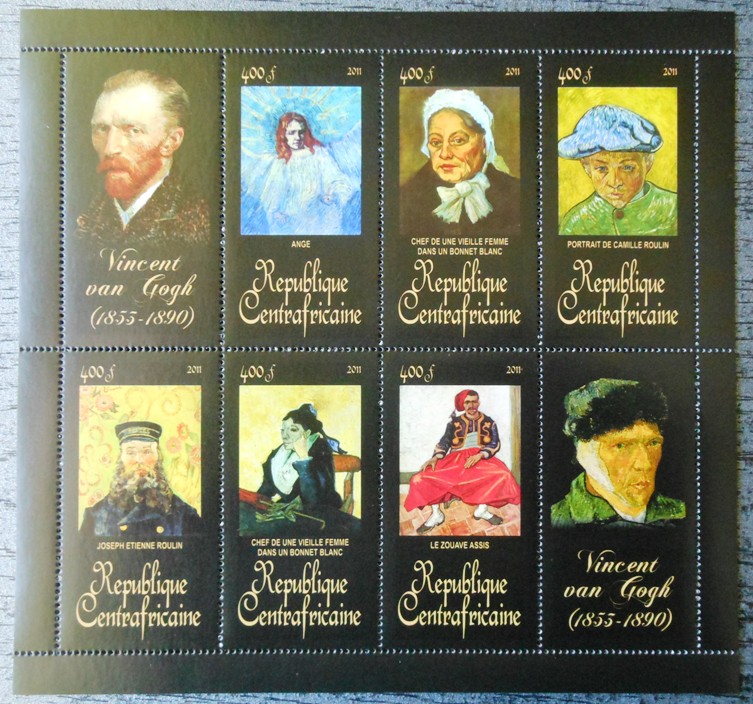 Vincent
van Gogh
(1855-1890)
400 f 2011
ANGE
Republique
Centrafricaine
400 f 2011
CHEF DE UNE VIEILLE FEMME
DANS UN BONNET BLANC
Republique
Centrafricaine
400 f 2011
PORTRAIT DE CAMILLE ROULIN
Republique
Centrafricaine
400 f 2011
JOSEPH ETIENNE ROULIN
Republique
Centrafricaine
400 f 2011
CHEF DE UNE VIEILLE FEMME
DANS UN BONNET BLANC
Republique
Centrafricaine
400 f 2011
LE ZOUAVE ASSIS
Republique
Centrafricaine
Vincent
van Gogh
(1855-1890)